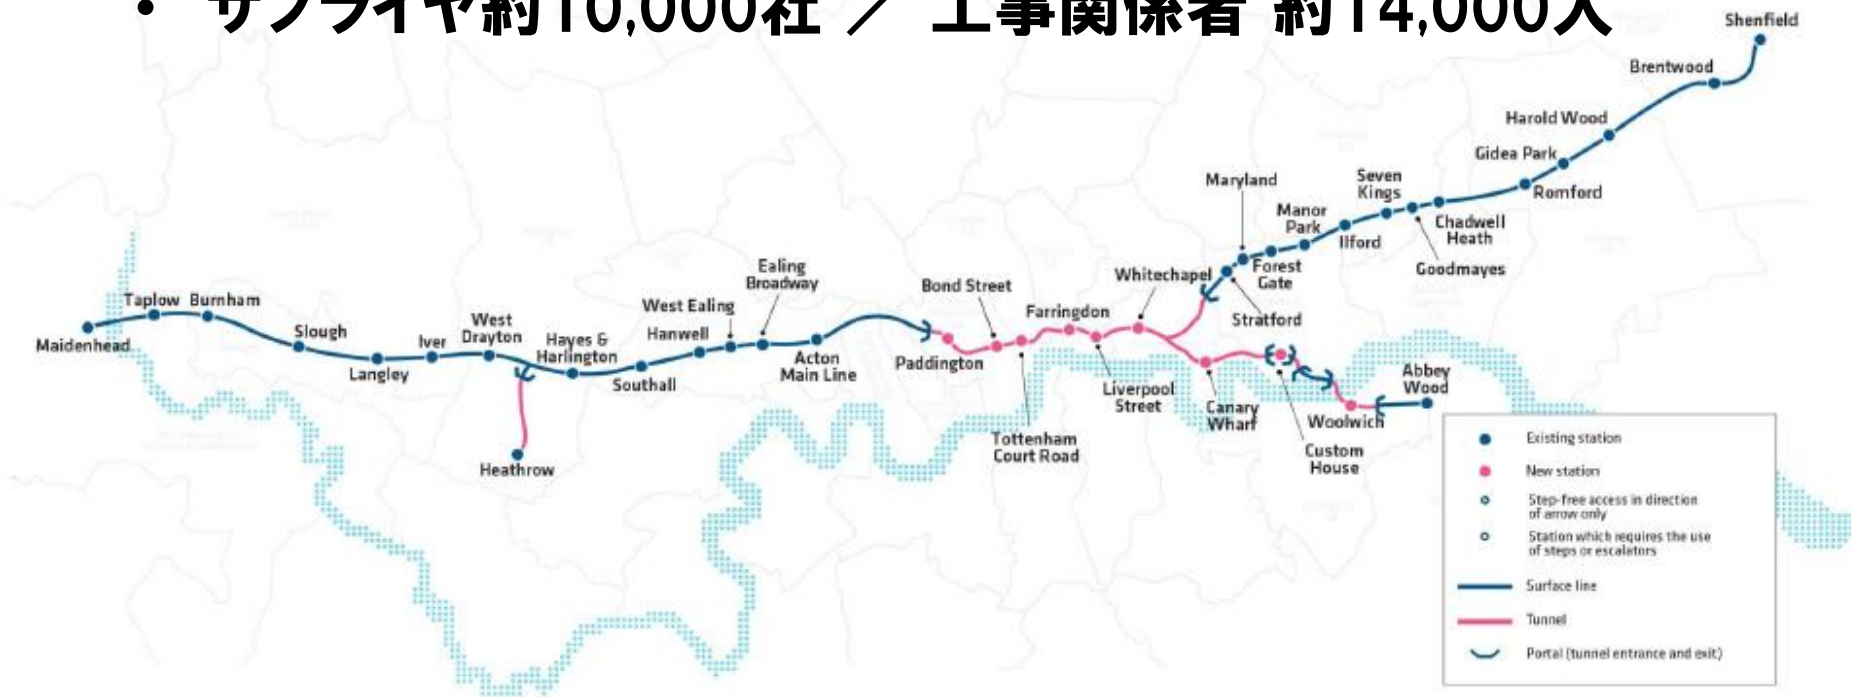 ・ サプライヤ約10,000社 ／ 工事関係者 約14,000人
Shenfield
Brentwood
Harold Wood
Gidea Park
Romford
Maryland
Seven
Kings
Manor
Park
Ilford
Chadwell
Heath
Goodmayes
Forest
Gate
Stratford
Whitechapel
Ealing
Broadway
Bond Street
Farringdon
West Ealing
Taplow
Burnham
Maidenhead
Slough
Langley
Iver
West
Drayton
Hayes &
Harlington
Hanwell
Southall
Acton
Main Line
Paddington
Liverpool
Street
Tottenham
Court Road
Canary
Wharf
Custom
House
Woolwich
Abbey
Wood
Heathrow
Existing station
New station
Step-free access in direction
of arrow only
Station which requires the use
of steps or escalators
Surface line
Tunnel
Portal (tunnel entrance and exit)